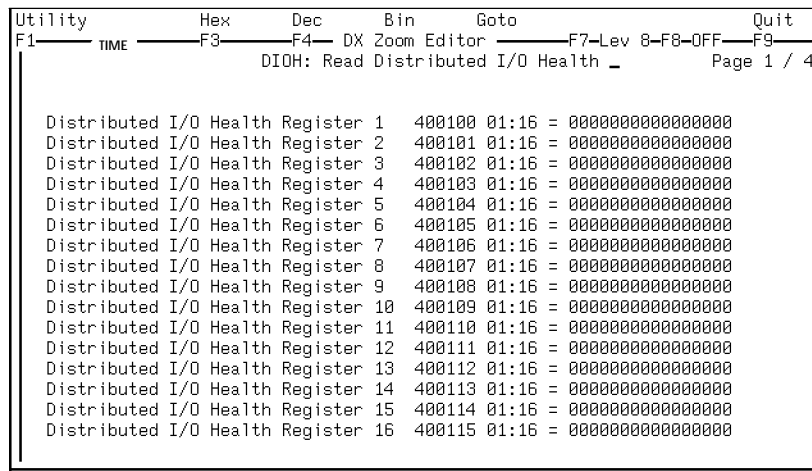 Utility Hex Dec Bin Goto Quit
F1 TIME F3 F4 DX Zoom Editor F7-Lev 8-F8-OFF F9
DIOH: Read Distributed I/O Health _ Page 1 / 4
Distributed I/O Health Register 1 400100 01:16 = 0000000000000000
Distributed I/O Health Register 2 400101 01:16 = 0000000000000000
Distributed I/O Health Register 3 400102 01:16 = 0000000000000000
Distributed I/O Health Register 4 400103 01:16 = 0000000000000000
Distributed I/O Health Register 5 400104 01:16 = 0000000000000000
Distributed I/O Health Register 6 400105 01:16 = 0000000000000000
Distributed I/O Health Register 7 400106 01:16 = 0000000000000000
Distributed I/O Health Register 8 400107 01:16 = 0000000000000000
Distributed I/O Health Register 9 400108 01:16 = 0000000000000000
Distributed I/O Health Register 10 400109 01:16 = 0000000000000000
Distributed I/O Health Register 11 400110 01:16 = 0000000000000000
Distributed I/O Health Register 12 400111 01:16 = 0000000000000000
Distributed I/O Health Register 13 400112 01:16 = 0000000000000000
Distributed I/O Health Register 14 400113 01:16 = 0000000000000000
Distributed I/O Health Register 15 400114 01:16 = 0000000000000000
Distributed I/O Health Register 16 400115 01:16 = 0000000000000000